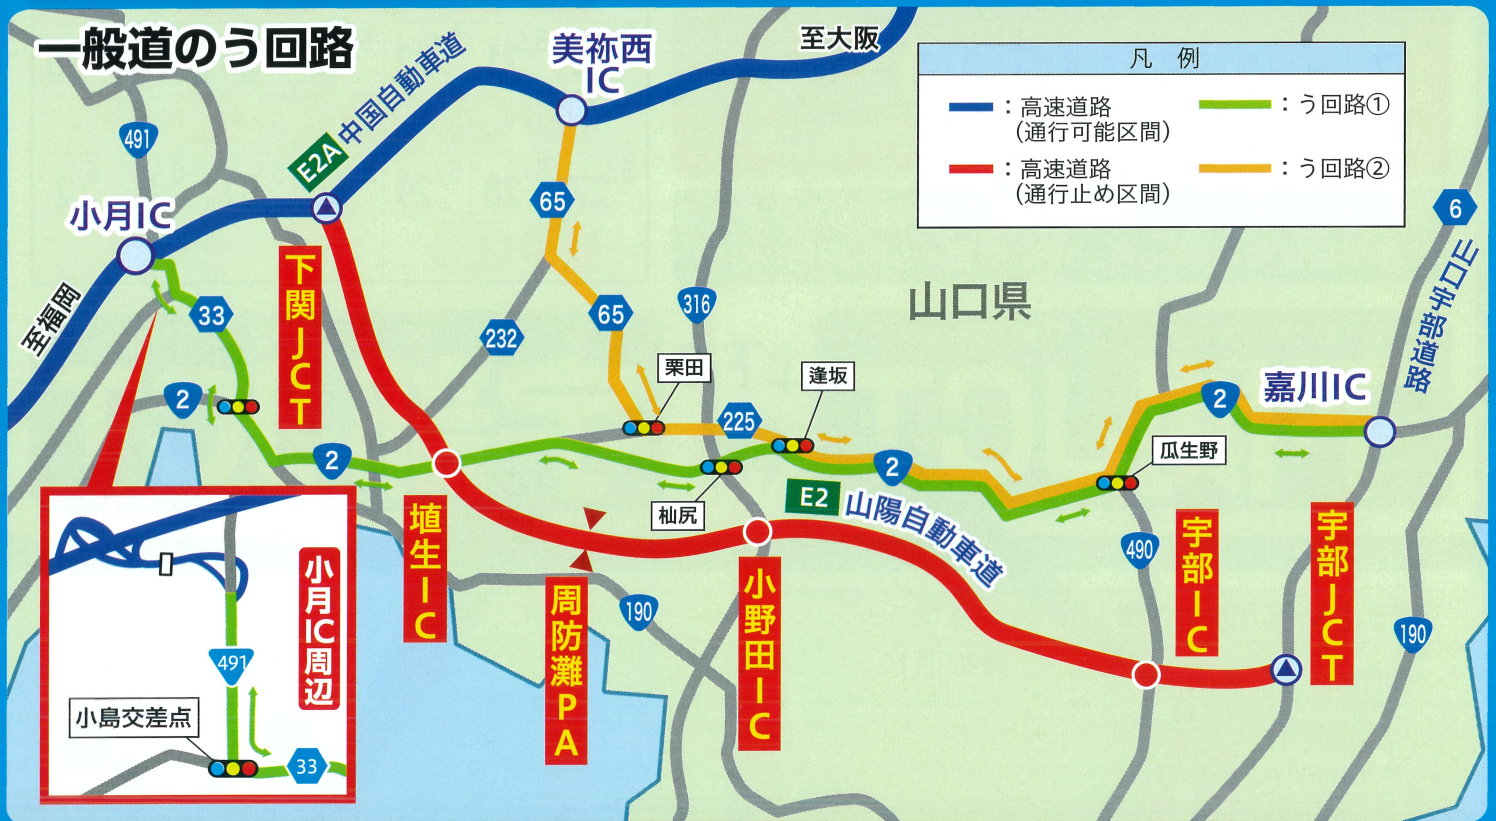 一般道のう回路
中国自動車道
E2A
美祢西
IC
至大阪
凡 例
：高速道路
（通行可能区間）
：う回路①
：高速道路
（通行止め区間）
：う回路②
491
小月IC
至福岡
33
2
2
下関JCT
65
65
232
316
山口県
6
山口宇部道路
栗田
225
逢坂
2
2
嘉川IC
瓜生野
杣尻
E2
山陽自動車道
埴生IC
周防灘PA
190
小野田IC
490
宇部IC
宇部JCT
190
小月IC周辺
491
小島交差点
33